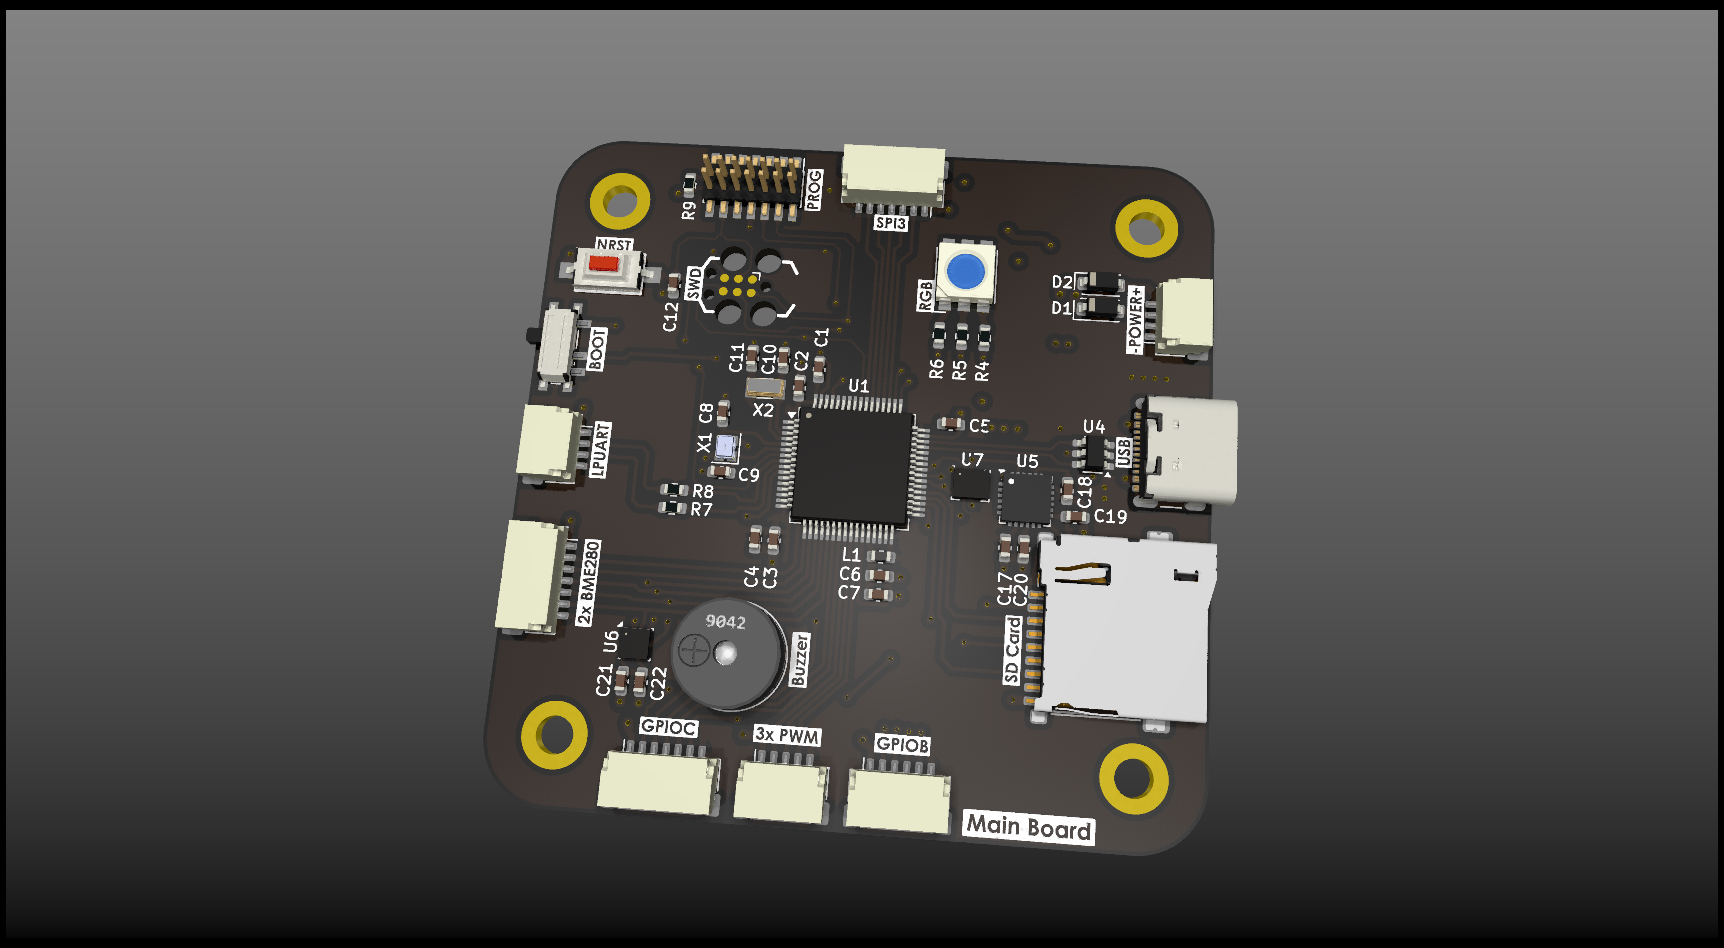 PROG
R9
SPI3
NRST
SWD
C12
RGB
D2
D1
-POWER+
BOOT
C11
C10
C2
C1
R6
R5
R4
X2
U1
C8
X1
C9
C5
U4
USB
LPUART
U7
U5
C18
C19
R8
R7
C4
C3
L1
C6
C7
C17
C20
2x BME280
9042
U6
C21
C22
Buzzer
SD Card
GPIOC
3x PWM
GPIOB
Main Board